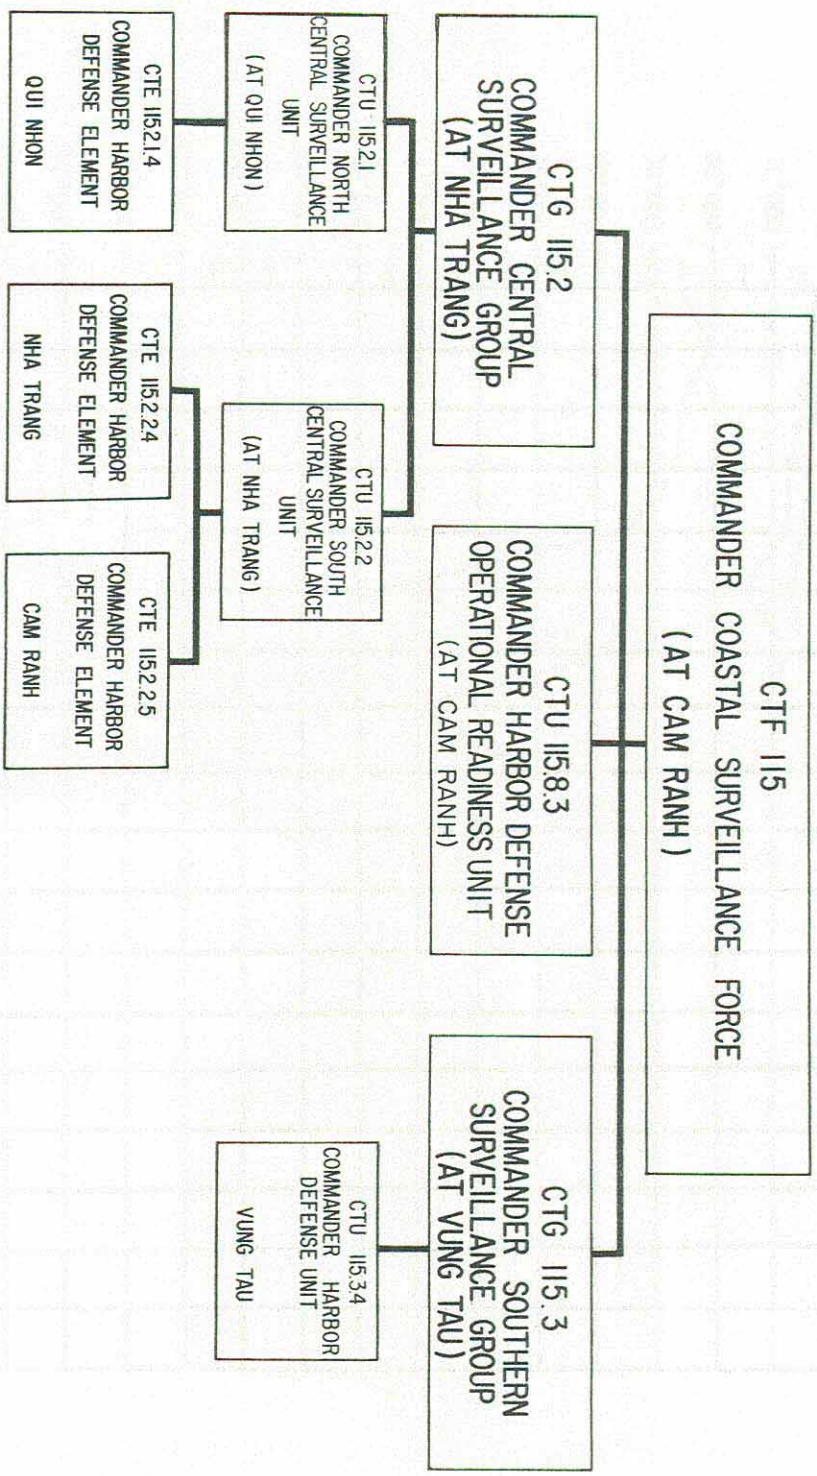 CTF 115
COMMANDER COASTAL SURVEILLANCE FORCE
(AT CAM RANH)
CTG 115.2
COMMANDER CENTRAL
SURVEILLANCE GROUP
(AT NHA TRANG)
CTU 115.8.3
COMMANDER HARBOR DEFENSE
OPERATIONAL READINESS UNIT
(AT CAM RANH)
CTG 115.3
COMMANDER SOUTHERN
SURVEILLANCE GROUP
(AT VUNG TAU)
CTU 115.2.1
COMMANDER NORTH
CENTRAL SURVEILLANCE
UNIT
(AT QUI NHON)
CTU 115.2.2
COMMANDER SOUTH
CENTRAL SURVEILLANCE
UNIT
(AT NHA TRANG)
CTU 115.3.4
COMMANDER HARBOR
DEFENSE UNIT
VUNG TAU
CTE 115.2.1.4
COMMANDER HARBOR
DEFENSE ELEMENT
QUI NHON
CTE 115.2.2.4
COMMANDER HARBOR
DEFENSE ELEMENT
NHA TRANG
CTE 115.2.2.5
COMMANDER HARBOR
DEFENSE ELEMENT
CAM RANH